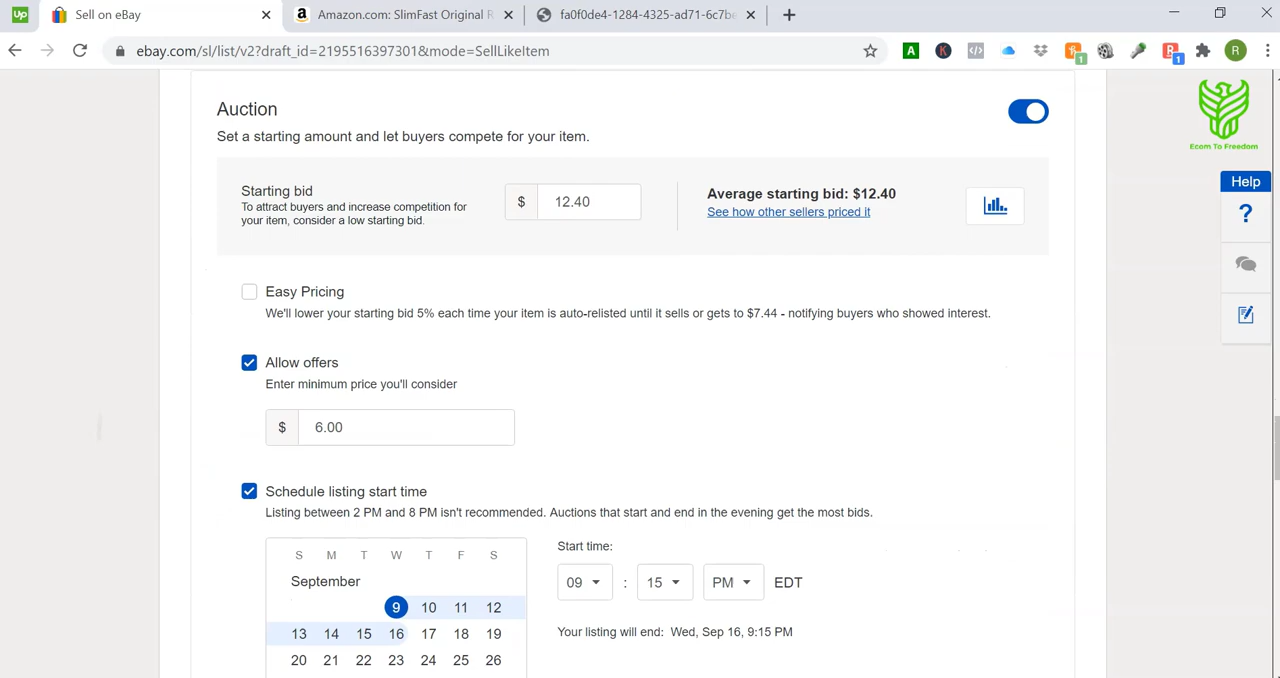 Up
Sell on eBay
a
Amazon.com: SlimFast Original R
fa0f0de4-1284-4325-ad71-6c7be
ebay.com/sl/list/v2?draft_id=2195516397301&mode=SellLikeItem
A
K
</>
1
R
1
R
Auction
Set a starting amount and let buyers compete for your item.
Ecom To Freedom
Help
?
Starting bid
To attract buyers and increase competition for
your item, consider a low starting bid.
$ 12.40
Average starting bid: $12.40
See how other sellers priced it
Easy Pricing
We'll lower your starting bid 5% each time your item is auto-relisted until it sells or gets to $7.44 - notifying buyers who showed interest.
Allow offers
Enter minimum price you'll consider
$ 6.00
Schedule listing start time
Listing between 2 PM and 8 PM isn't recommended. Auctions that start and end in the evening get the most bids.
S M T W T F S
September
9 10 11 12
13 14 15 16 17 18 19
20 21 22 23 24 25 26
Start time:
09 : 15 PM EDT
Your listing will end: Wed, Sep 16, 9:15 PM